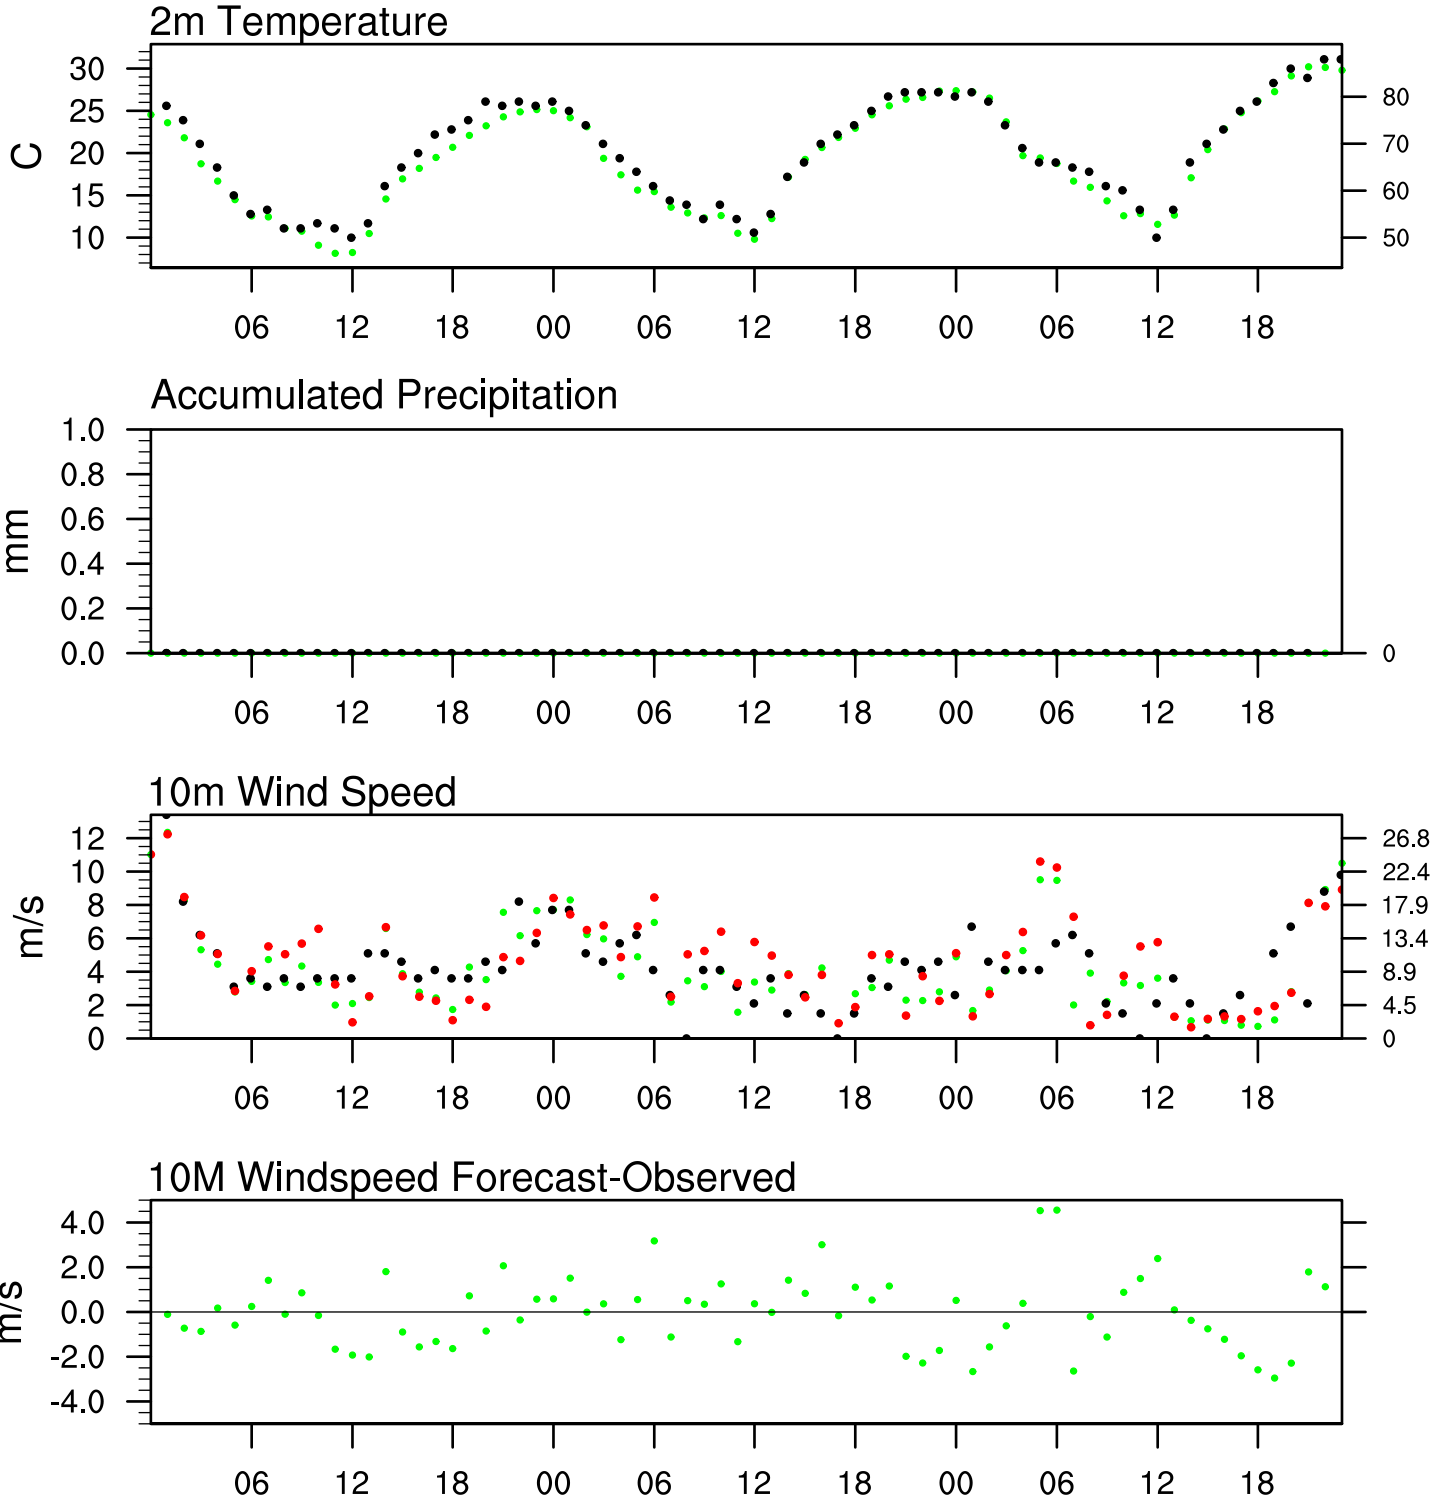 2m Temperature
30 80
25
C
20 70
15 60
10 50
06 12 18 00 06 12 18 00 06 12 18
Accumulated Precipitation
1.0
0.8
0.6
mm
0.4
0.2
0.0 0
06 12 18 00 06 12 18 00 06 12 18
10m Wind Speed
12 26.8
10 22.4
8 17.9
m/s
6 13.4
4 8.9
2 4.5
0 0
06 12 18 00 06 12 18 00 06 12 18
10M Windspeed Forecast-Observed
4.0
2.0
m/s
0.0
-2.0
-4.0
06 12 18 00 06 12 18 00 06 12 18